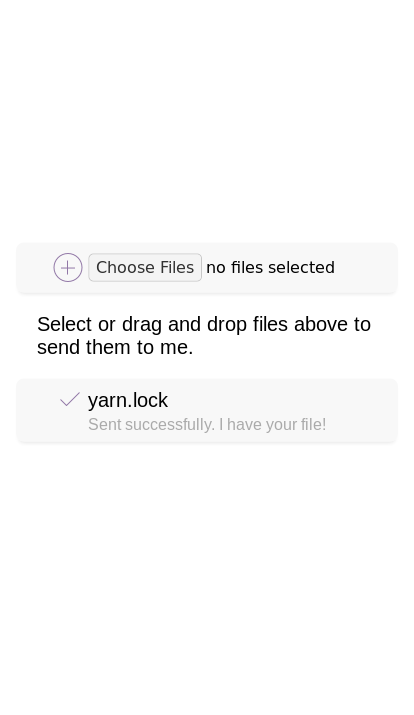 Choose Files no files selected
Select or drag and drop files above to
send them to me.
yarn.lock
Sent successfully. I have your file!